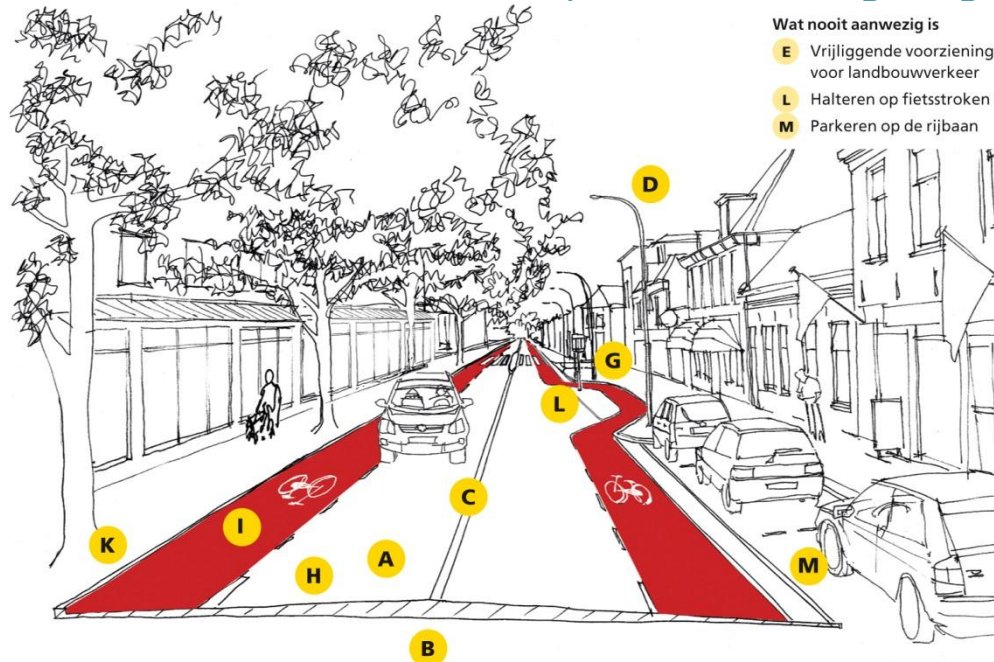 Wat nooit aanwezig is
E Vrijliggende voorziening
voor landbouwverkeer
L Halteren op fietsstroken
M Parkeren op de rijbaan
D
G
L
C
I
K
A
H
M
B